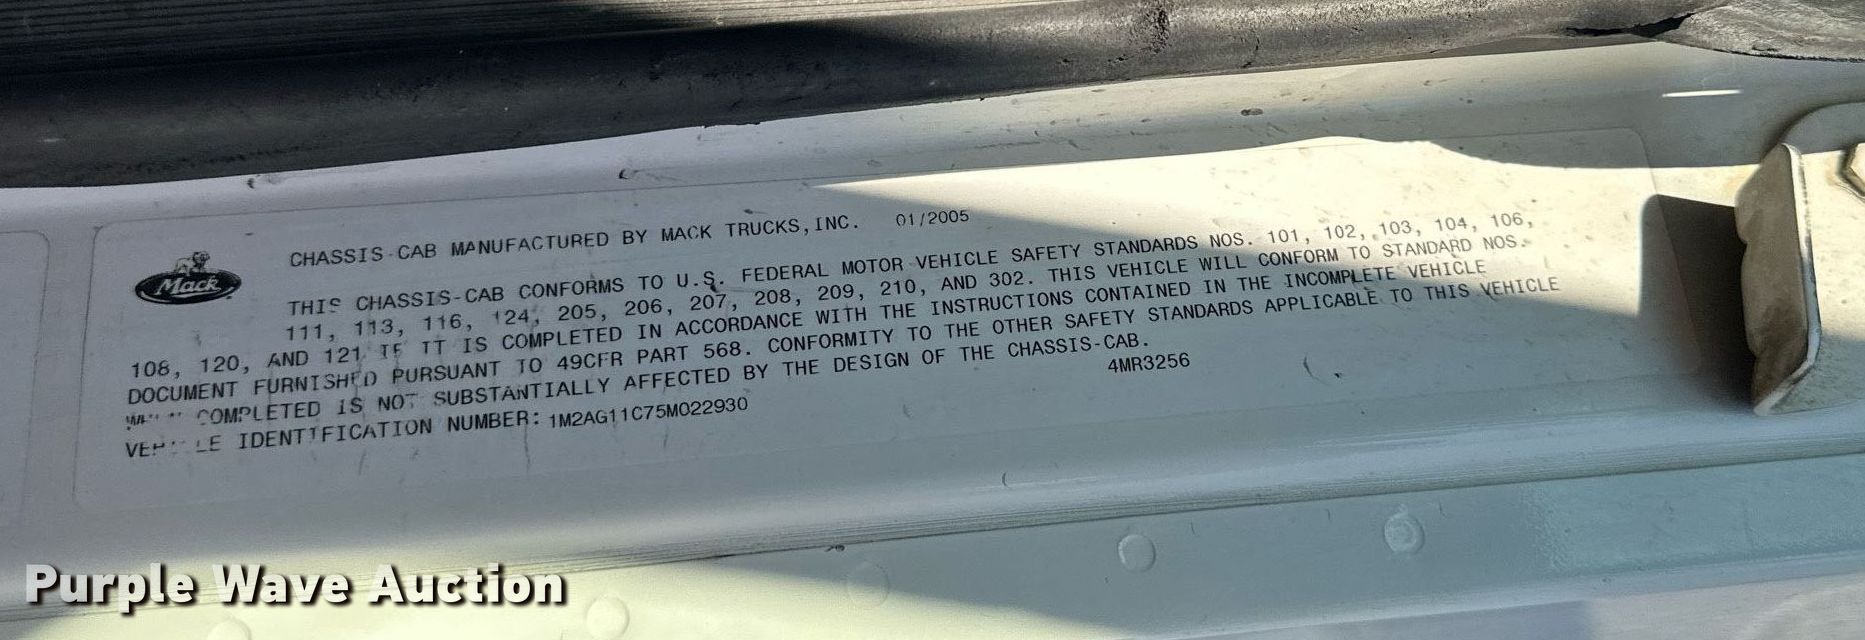 CHASSIS-CAB MANUFACTURED BY MACK TRUCKS,INC. 01/2005
Mack
THIS CHASSIS-CAB CONFORMS TO U.S. FEDERAL MOTOR VEHICLE SAFETY STANDARDS NOS. 101, 102, 103, 104, 106,
111, 113, 116, 124, 205, 206, 207, 208, 209, 210, AND 302. THIS VEHICLE WILL CONFORM TO STANDARD NOS.
108, 120, AND 121 IF IT IS COMPLETED IN ACCORDANCE WITH THE INSTRUCTIONS CONTAINED IN THE INCOMPLETE VEHICLE
DOCUMENT FURNISHED PURSUANT TO 49CFR PART 568. CONFORMITY TO THE OTHER SAFETY STANDARDS APPLICABLE TO THIS VEHICLE
COMPLETED IS NOT SUBSTANTIALLY AFFECTED BY THE DESIGN OF THE CHASSIS-CAB.
VEHICLE IDENTIFICATION NUMBER: 1M2AG11C75M022930 4MR3256
Purple Wave Auction